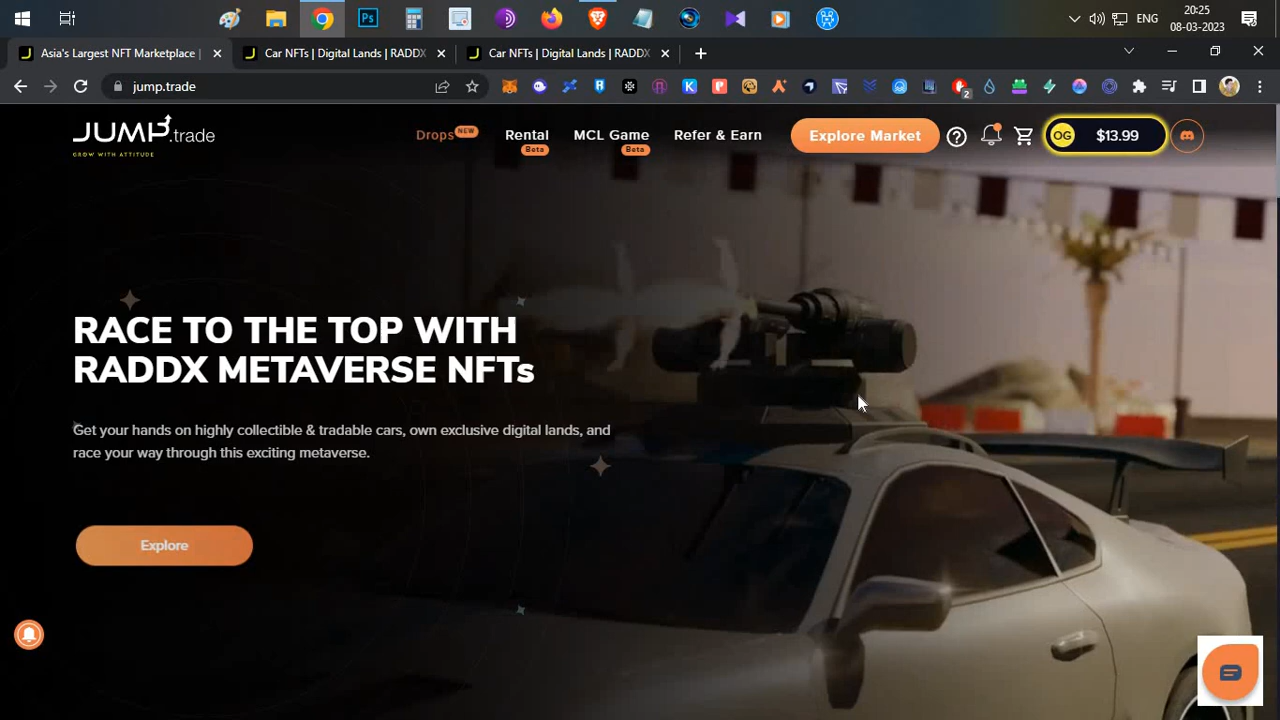 20:25
ENG
08-03-2023
Asia's Largest NFT Marketplace |
Car NFTs | Digital Lands | RADDX
Car NFTs | Digital Lands | RADDX
jump.trade
2
JUMP.trade
GROW WITH ATTITUDE
Drops NEW
Rental
Beta
MCL Game
Beta
Refer & Earn
Explore Market
OG
$13.99
RACE TO THE TOP WITH
RADDX METAVERSE NFTs
Get your hands on highly collectible & tradable cars, own exclusive digital lands, and
race your way through this exciting metaverse.
Explore